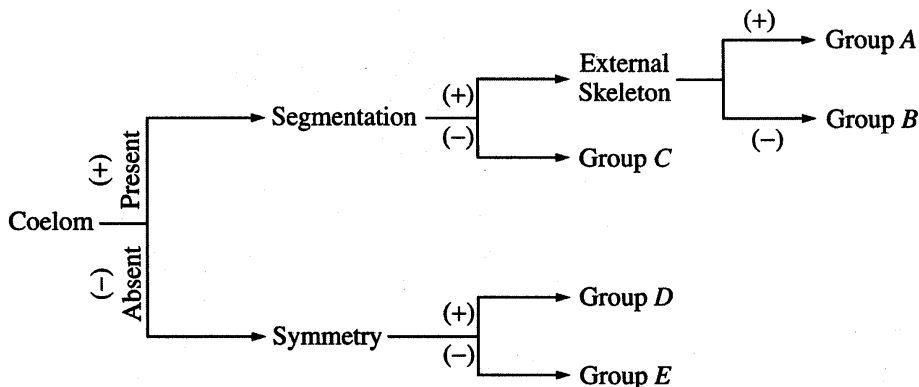 (+)
Group A
External
Skeleton
(+)
Segmentation
(–)
Group B
(–)
Group C
(+)
Present
Coelom
(–)
Absent
(+)
Group D
Symmetry
(–)
Group E